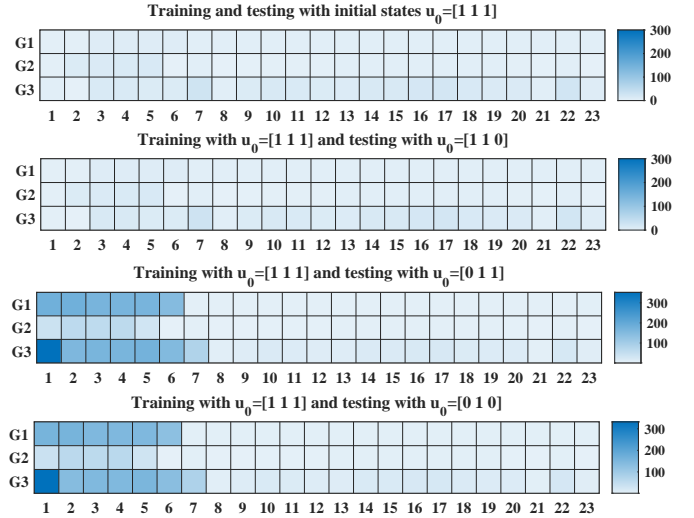 Training and testing with initial states u0=[1 1 1]
G1
G2
G3
300
200
100
0
1 2 3 4 5 6 7 8 9 10 11 12 13 14 15 16 17 18 19 20 21 22 23
Training with u0=[1 1 1] and testing with u0=[1 1 0]
G1
G2
G3
300
200
100
0
1 2 3 4 5 6 7 8 9 10 11 12 13 14 15 16 17 18 19 20 21 22 23
Training with u0=[1 1 1] and testing with u0=[0 1 1]
G1
G2
G3
300
200
100
1 2 3 4 5 6 7 8 9 10 11 12 13 14 15 16 17 18 19 20 21 22 23
Training with u0=[1 1 1] and testing with u0=[0 1 0]
G1
G2
G3
300
200
100
1 2 3 4 5 6 7 8 9 10 11 12 13 14 15 16 17 18 19 20 21 22 23